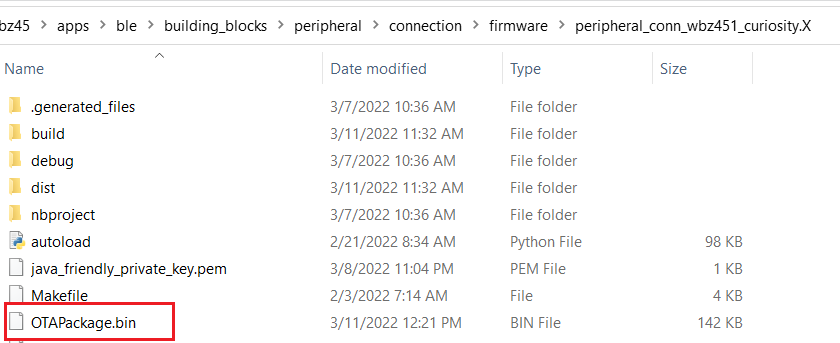 bz45 > apps > ble > building_blocks > peripheral > connection > firmware > peripheral_conn_wbz451_curiosity.X
Name Date modified Type Size
.generated_files 3/7/2022 10:36 AM File folder
build 3/11/2022 11:32 AM File folder
debug 3/7/2022 10:36 AM File folder
dist 3/11/2022 11:32 AM File folder
nbproject 3/7/2022 10:36 AM File folder
autoload 2/21/2022 8:34 AM Python File 98 KB
java_friendly_private_key.pem 3/8/2022 11:04 PM PEM File 1 KB
Makefile 2/3/2022 7:14 AM File 4 KB
OTAPackage.bin 3/11/2022 12:21 PM BIN File 142 KB